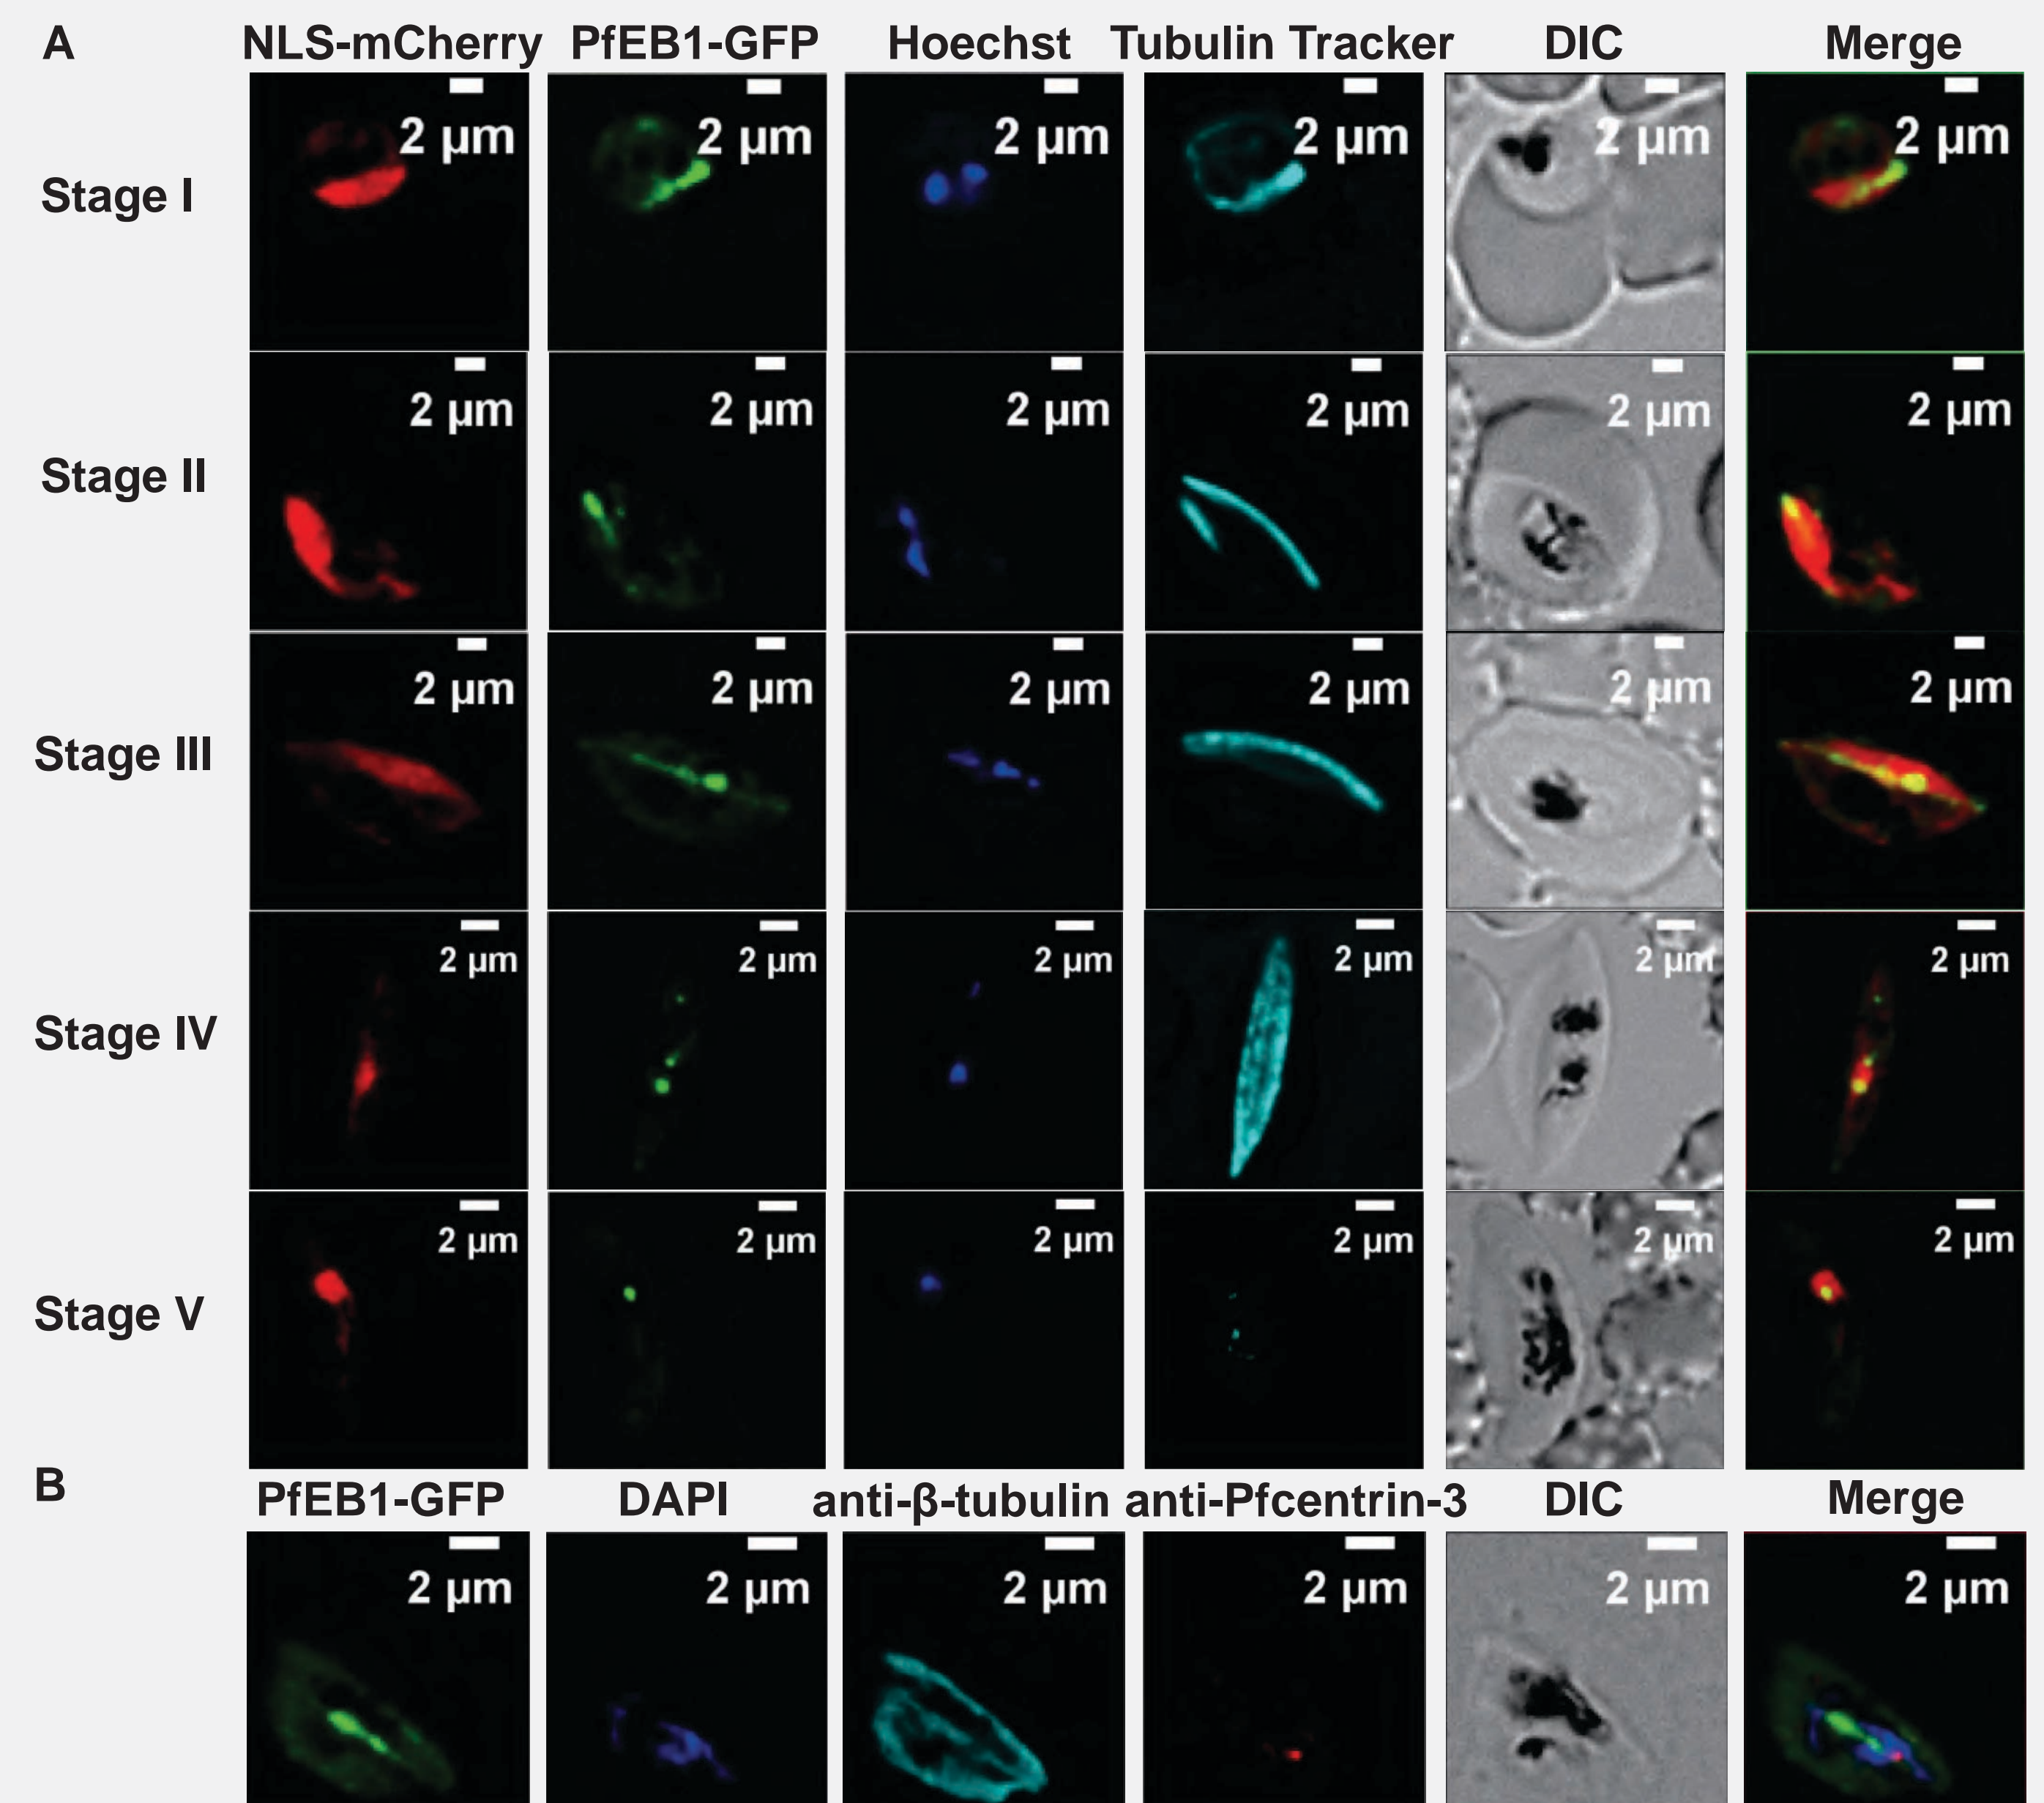 A
NLS-mCherry PfEB1-GFP Hoechst Tubulin Tracker DIC Merge
Stage I
2 µm 2 µm 2 µm 2 µm 2 µm 2 µm
Stage II
2 µm 2 µm 2 µm 2 µm 2 µm 2 µm
Stage III
2 µm 2 µm 2 µm 2 µm 2 µm 2 µm
Stage IV
2 µm 2 µm 2 µm 2 µm 2 µm 2 µm
Stage V
2 µm 2 µm 2 µm 2 µm 2 µm 2 µm
B
PfEB1-GFP DAPI anti-β-tubulin anti-Pfcentrin-3 DIC Merge
2 µm 2 µm 2 µm 2 µm 2 µm 2 µm